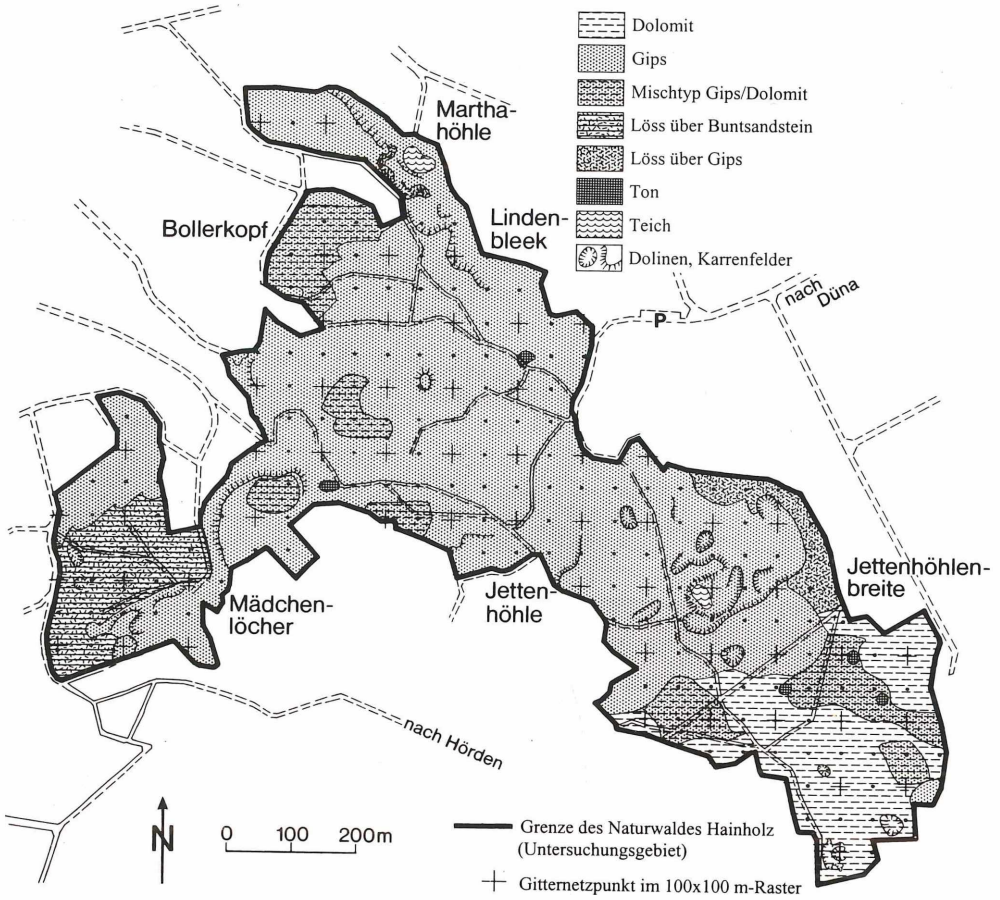 Dolomit
Gips
Mischtyp Gips/Dolomit
Löss über Buntsandstein
Löss über Gips
Ton
Teich
Dolinen, Karrenfelder
Martha-
höhle
Linden-
bleek
Bollerkopf
nach
Düna
P
Mädchen-
löcher
Jetten-
höhle
Jettenhöhlen-
breite
nach Hörden
N
0 100 200m
Grenze des Naturwaldes Hainholz
(Untersuchungsgebiet)
Gitternetzpunkt im 100x100 m-Raster